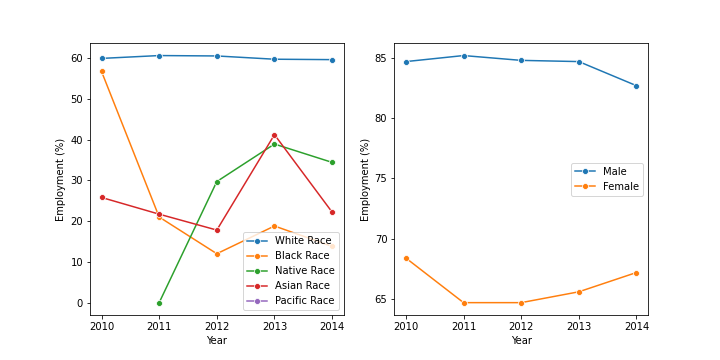 60
50
40
30
20
10
0
Employment (%)
2010 2011 2012 2013 2014
Year
White Race
Black Race
Native Race
Asian Race
Pacific Race
85
80
75
70
65
Employment (%)
2010 2011 2012 2013 2014
Year
Male
Female